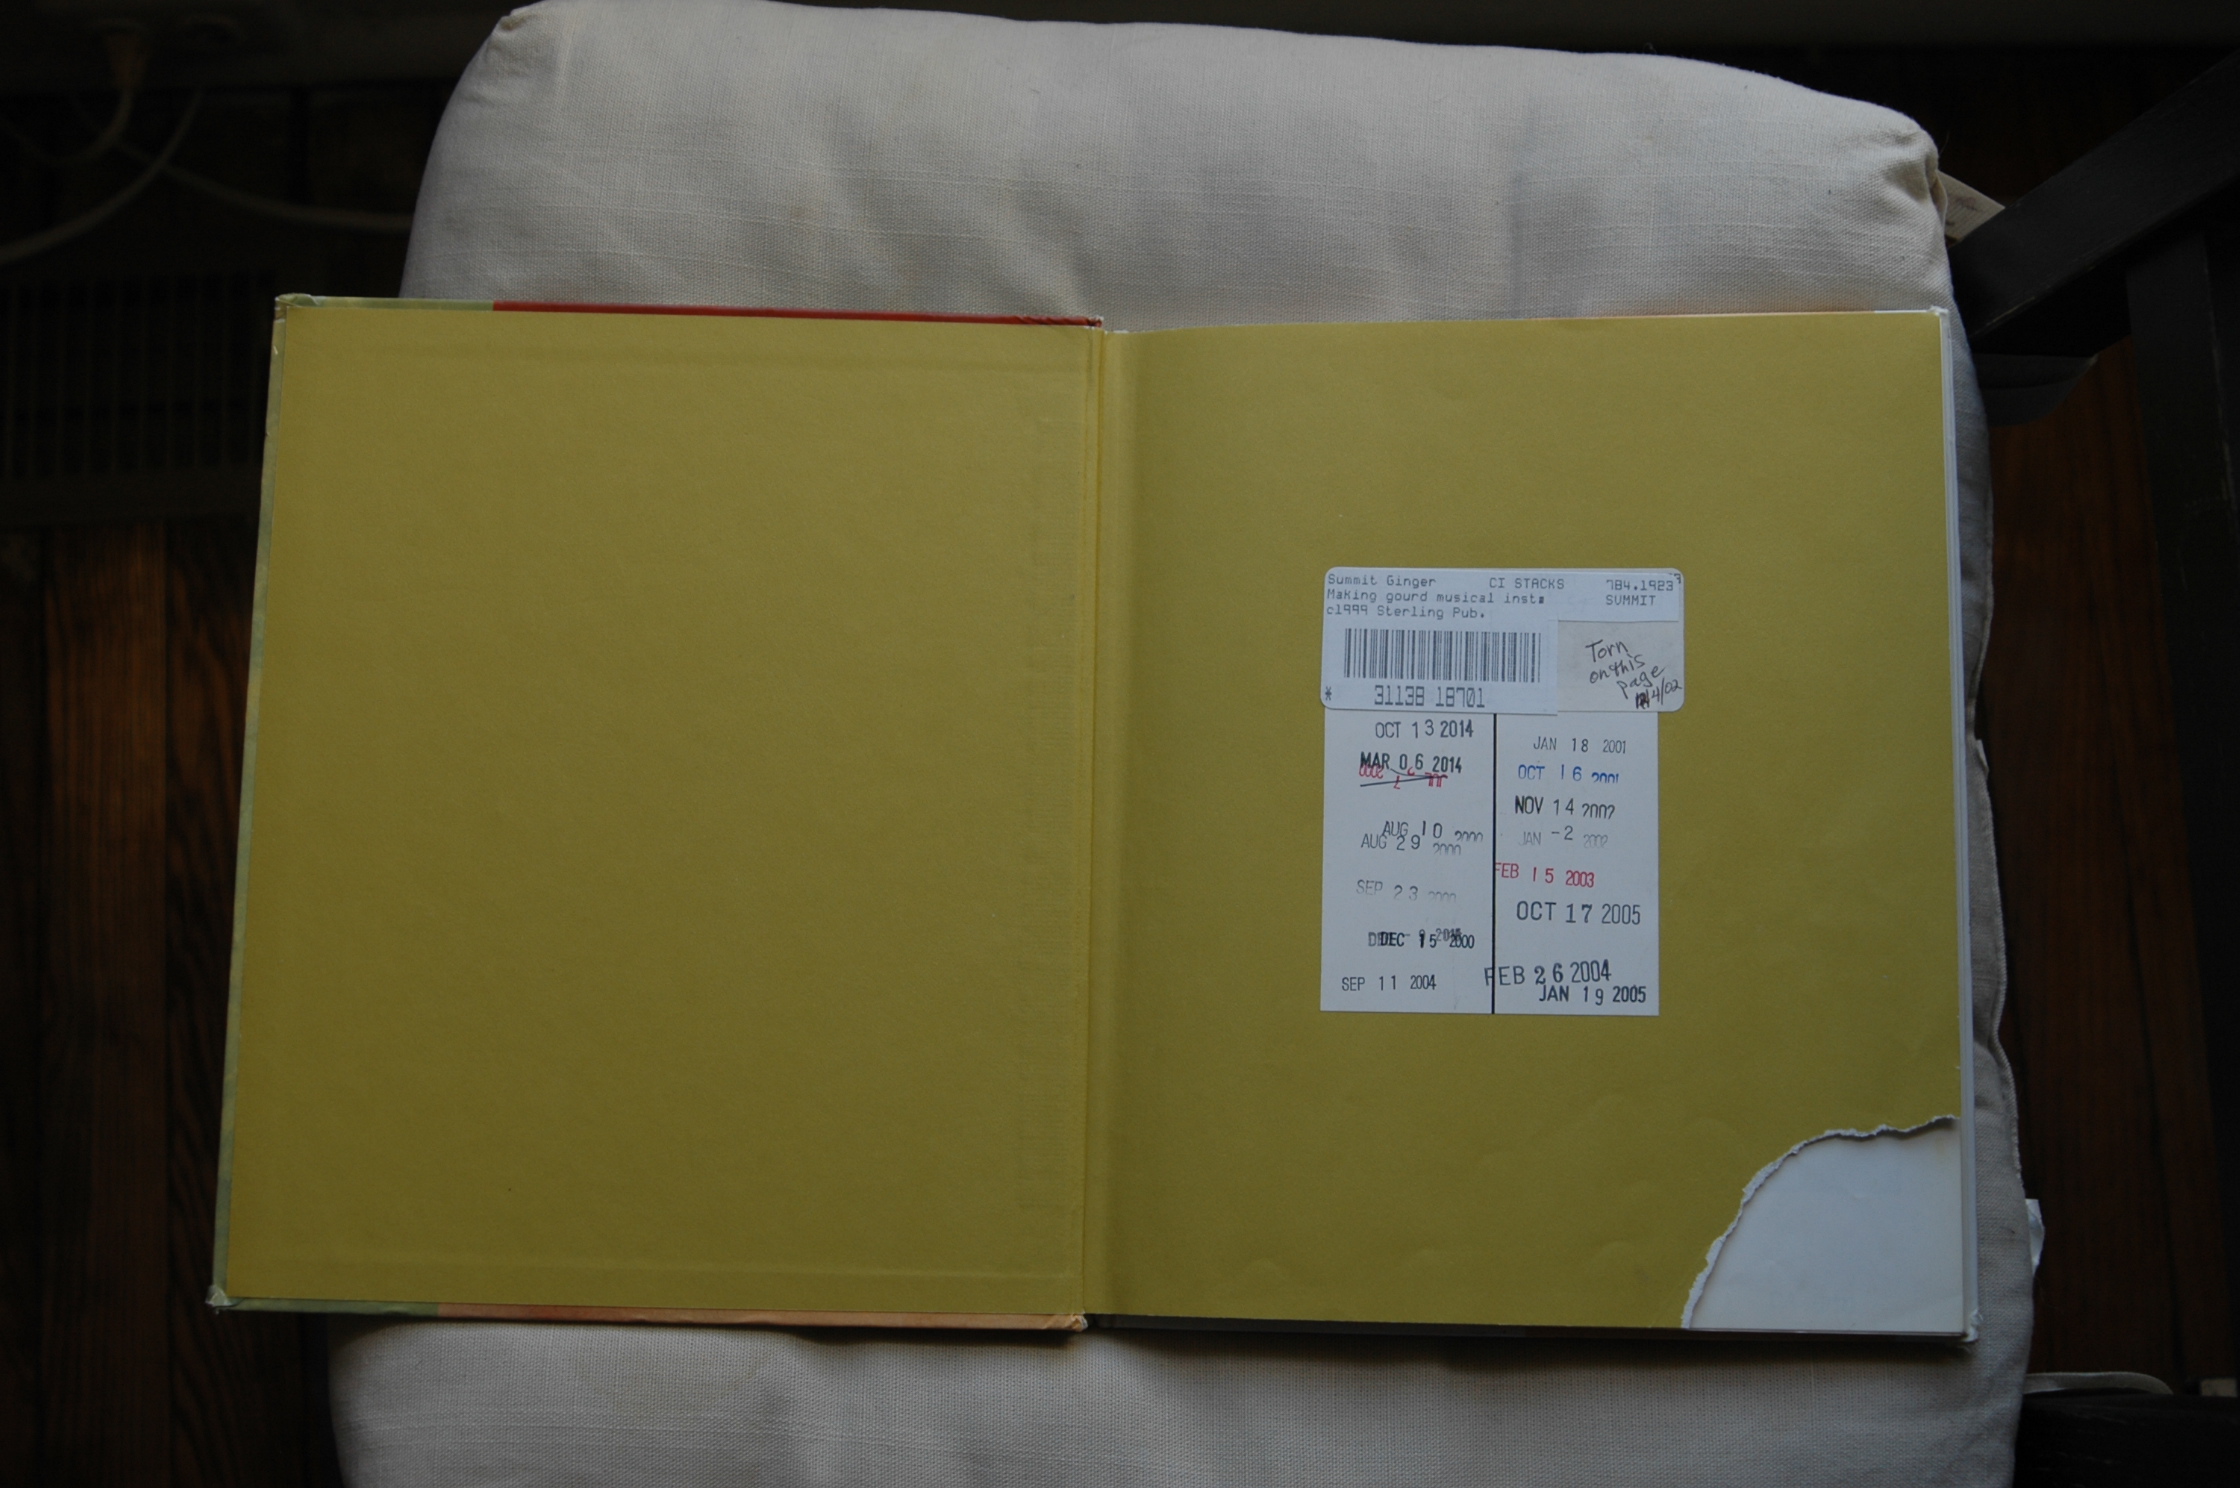 Summit Ginger CI STACKS 784.1923
Making gourd musical inst
SUMMIT
c1999 Sterling Pub.
Torn
on this
page
12/4/02
* 31138 18701
OCT 13 2014
MAR 06 2014
AUG 10 2000
AUG 29 2000
SEP 23 2000
DEC 15 2000
SEP 11 2004
JAN 18 2001
OCT 16 2001
NOV 14 2002
JAN -2 2002
FEB 15 2003
OCT 17 2005
FEB 26 2004
JAN 19 2005